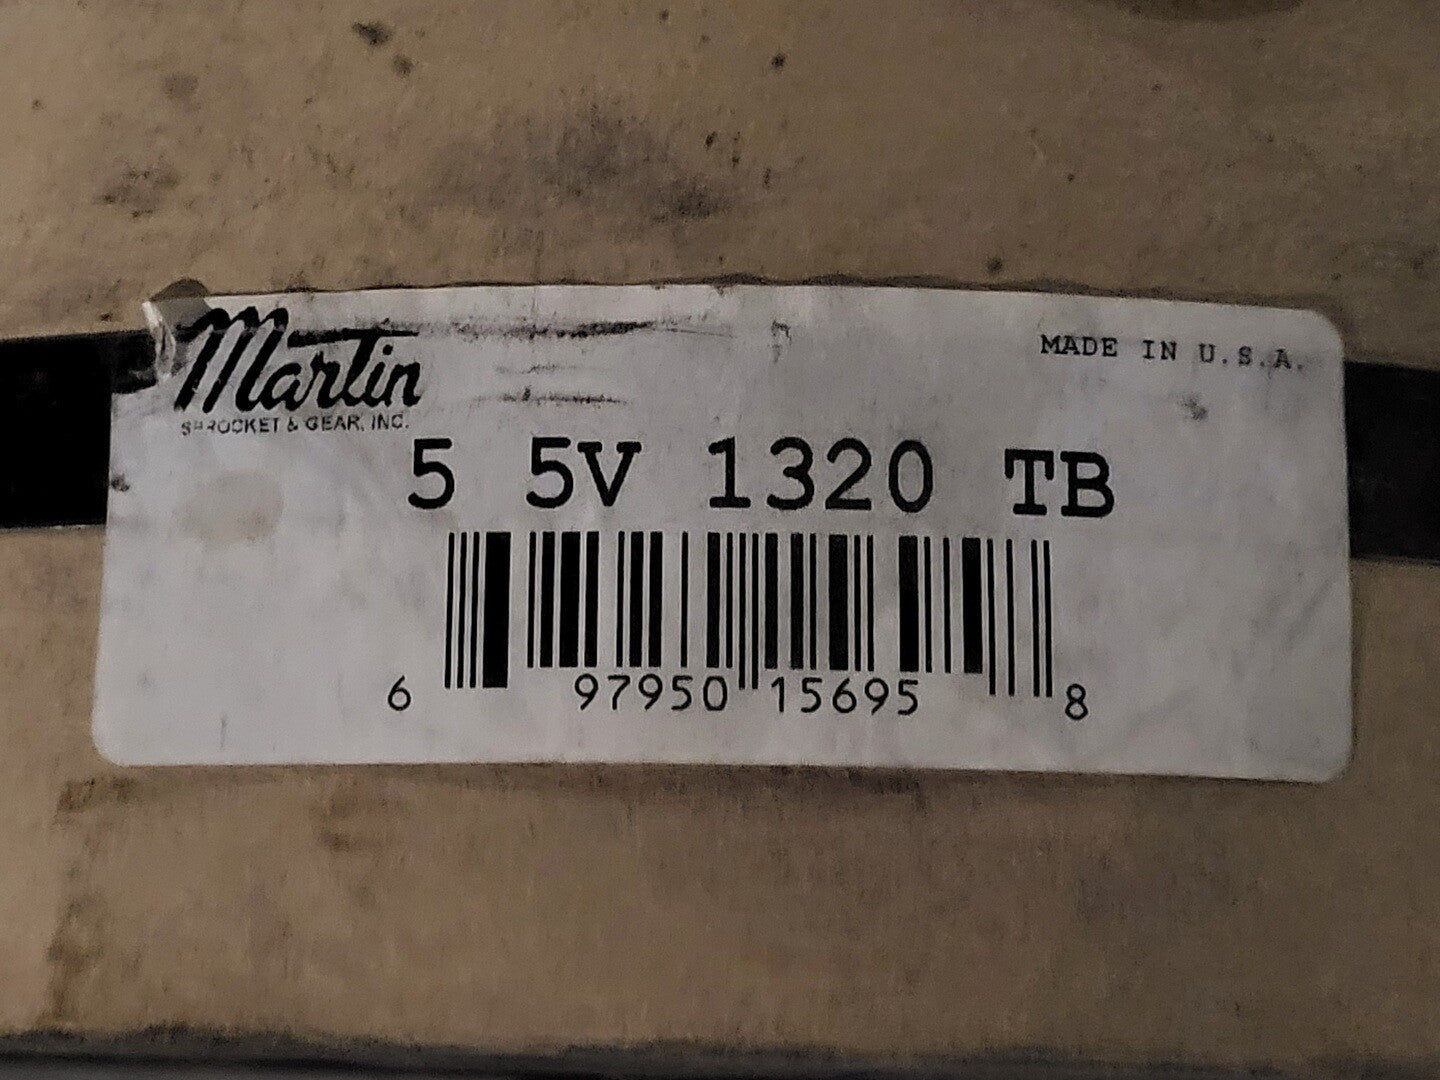 Martin
SPROCKET & GEAR, INC.
MADE IN U.S.A.
5 5V 1320 TB
6 97950 15695 8